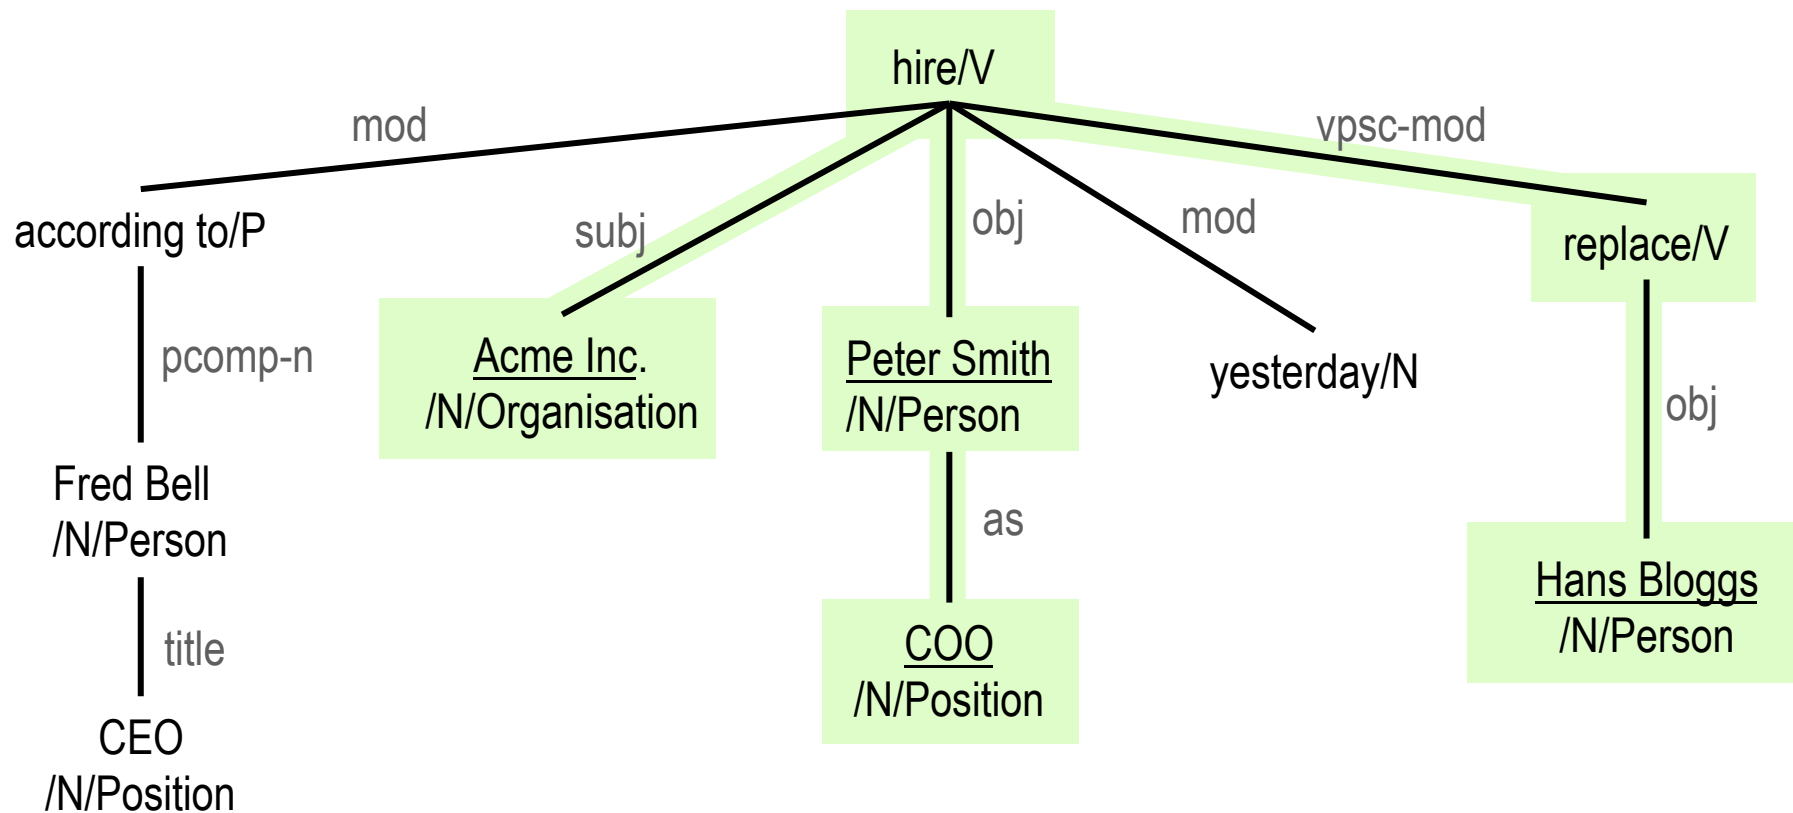 hire/V
mod
vpsc-mod
subj
obj
mod
according to/P
replace/V
pcomp-n
Acme Inc.
/N/Organisation
Peter Smith
/N/Person
yesterday/N
obj
Fred Bell
/N/Person
as
Hans Bloggs
/N/Person
title
COO
/N/Position
CEO
/N/Position